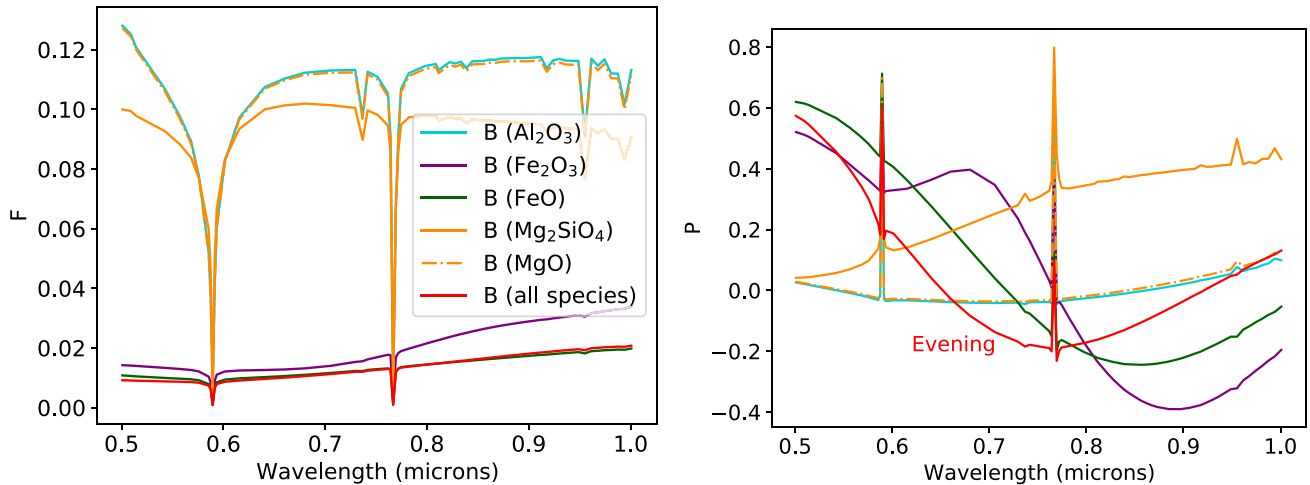 0.12
0.10
0.08
0.06
0.04
0.02
0.00
F
0.5 0.6 0.7 0.8 0.9 1.0
Wavelength (microns)
B (Al₂O₃)
B (Fe₂O₃)
B (FeO)
B (Mg₂SiO₄)
B (MgO)
B (all species)
0.8
0.6
0.4
0.2
0.0
−0.2
−0.4
P
Evening
0.5 0.6 0.7 0.8 0.9 1.0
Wavelength (microns)